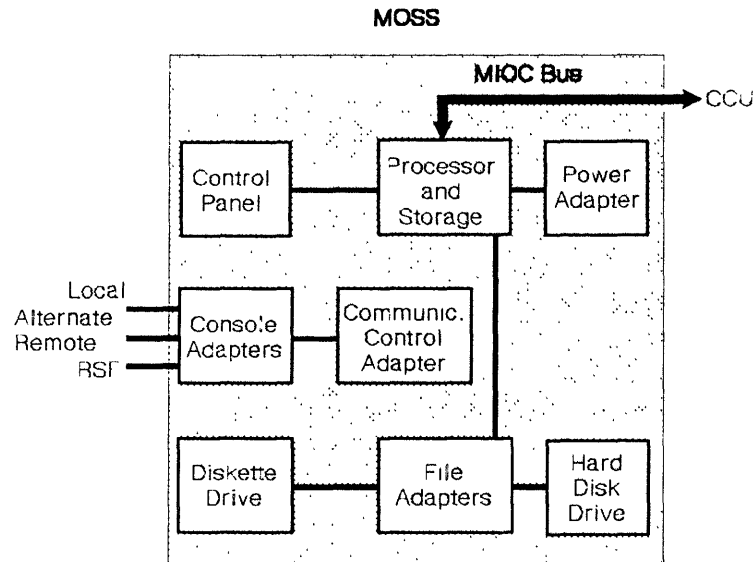 MOSS
MIOC Bus
CCU
Control
Panel
Processor
and
Storage
Power
Adapter
Local
Alternate
Remote
RSF
Console
Adapters
Communic.
Control
Adapter
Diskette
Drive
File
Adapters
Hard
Disk
Drive